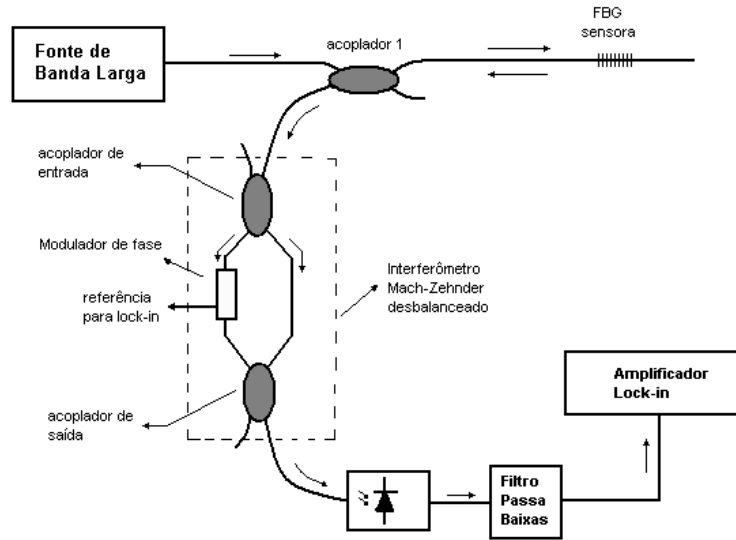 Fonte de
Banda Larga
acoplador 1
FBG
sensora
acoplador de
entrada
Modulador de fase
referência
para lock-in
Interferômetro
Mach-Zehnder
desbalanceado
acoplador de
saída
Amplificador
Lock-in
Filtro
Passa
Baixas